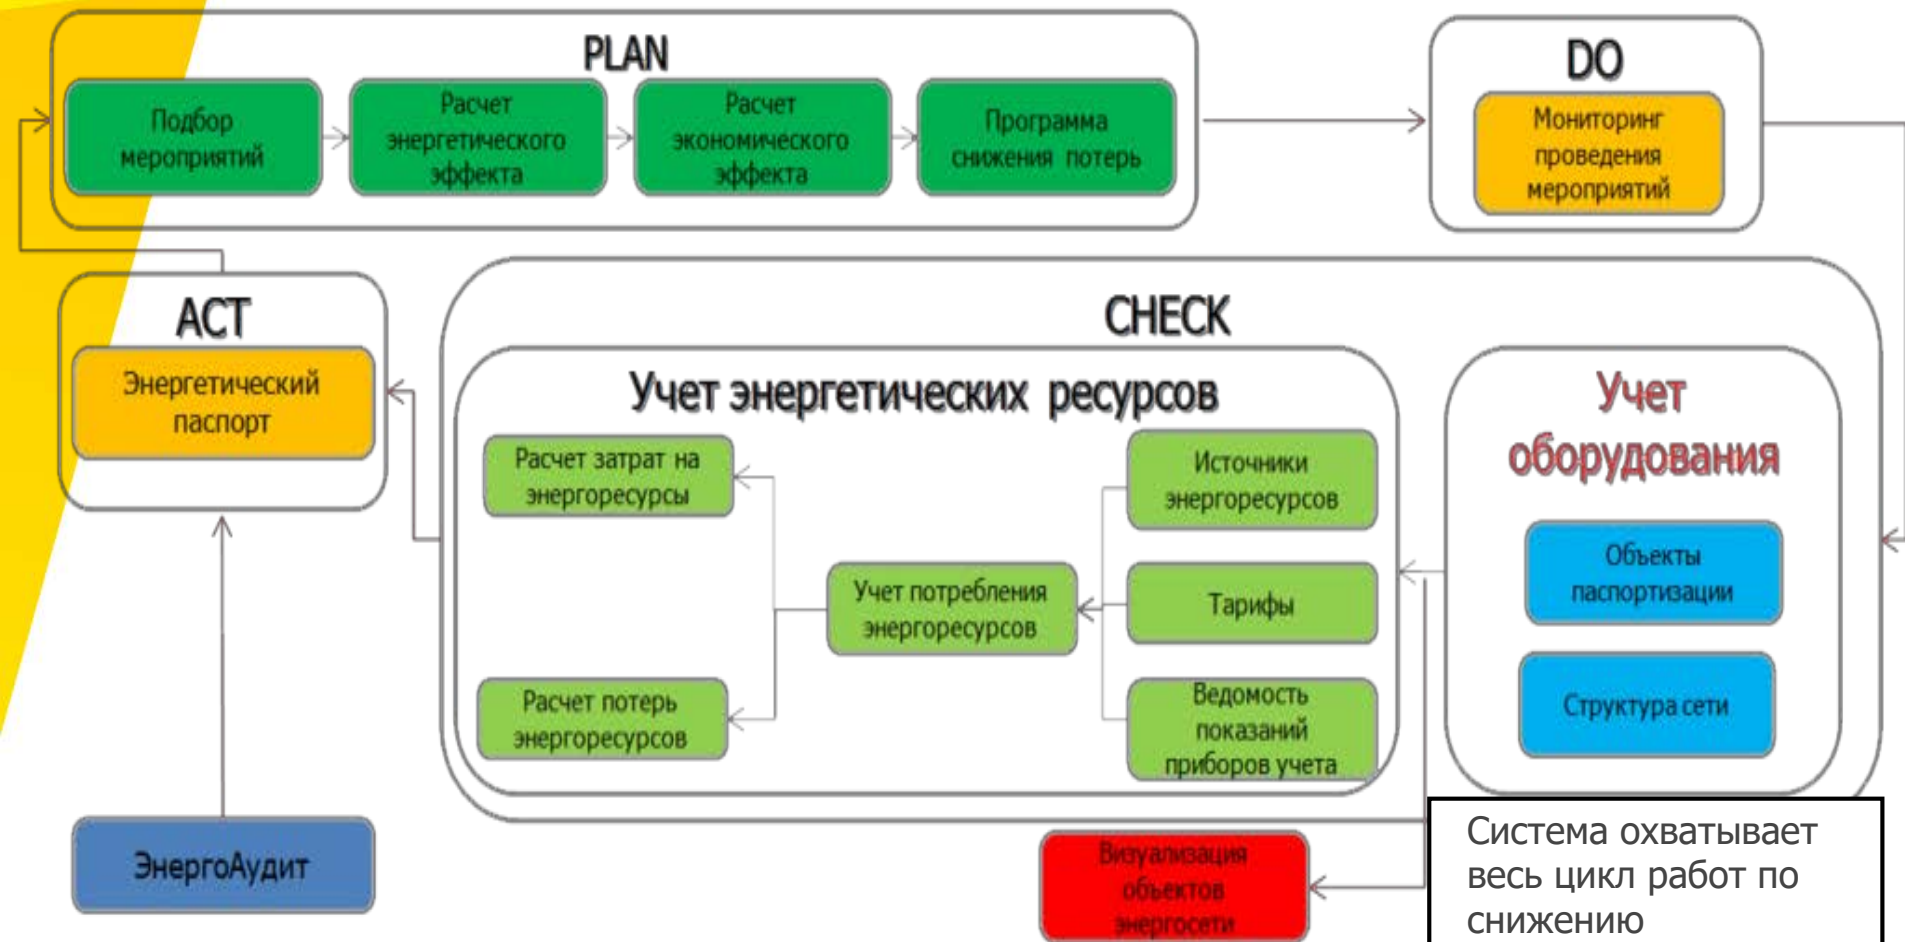 PLAN
Подбор
мероприятий
Расчет
энергетического
эффекта
Расчет
экономического
эффекта
Программа
снижения потерь
DO
Мониторинг
проведения
мероприятий
ACT
Энергетический
паспорт
CHECK
Учет энергетических ресурсов
Расчет затрат на
энергоресурсы
Расчет потерь
энергоресурсов
Учет потребления
энергоресурсов
Источники
энергоресурсов
Тарифы
Ведомость
показаний
приборов учета
Учет
оборудования
Объекты
паспортизации
Структура сети
ЭнергоАудит
Визуализация
объектов
энергосети
Система охватывает
весь цикл работ по
снижению